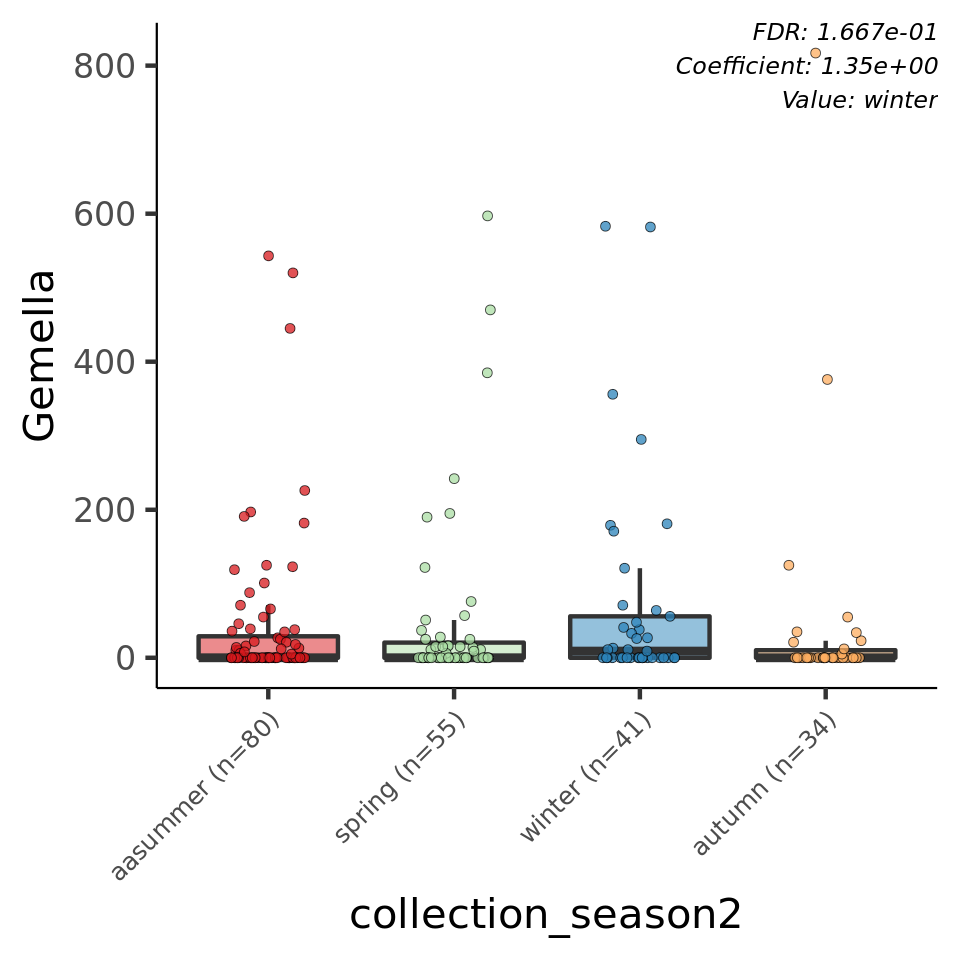 FDR: 1.667e-01
Coefficient: 1.35e+00
Value: winter
800
600
400
200
0
Gemella
aasummer (n=80)
spring (n=55)
winter (n=41)
autumn (n=34)
collection_season2